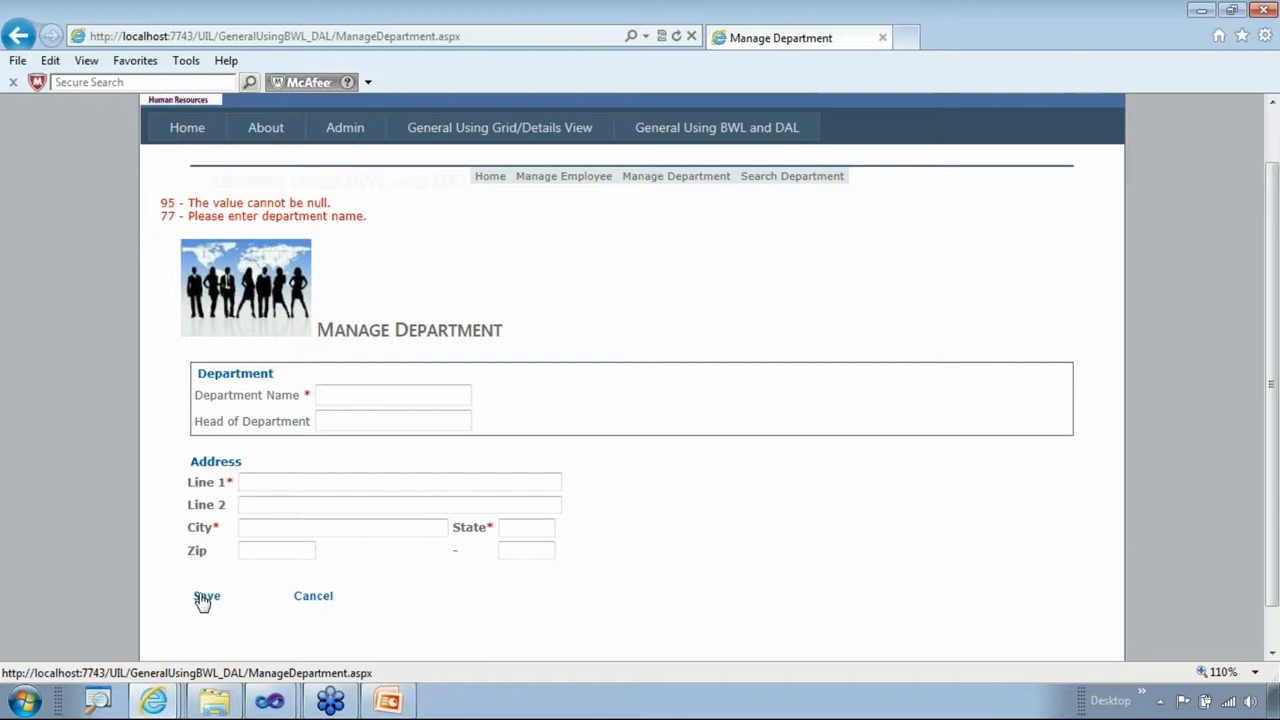 http://localhost:7743/UIL/GeneralUsingBWL_DAL/ManageDepartment.aspx
Manage Department
File Edit View Favorites Tools Help
Secure Search McAfee
Human Resources
Home About Admin General Using Grid/Details View General Using BWL and DAL
Home Manage Employee Manage Department Search Department
95 - The value cannot be null.
77 - Please enter department name.
MANAGE DEPARTMENT
Department
Department Name *
Head of Department
Address
Line 1*
Line 2
City* State*
Zip -
Save Cancel
http://localhost:7743/UIL/GeneralUsingBWL_DAL/ManageDepartment.aspx
110%
Desktop